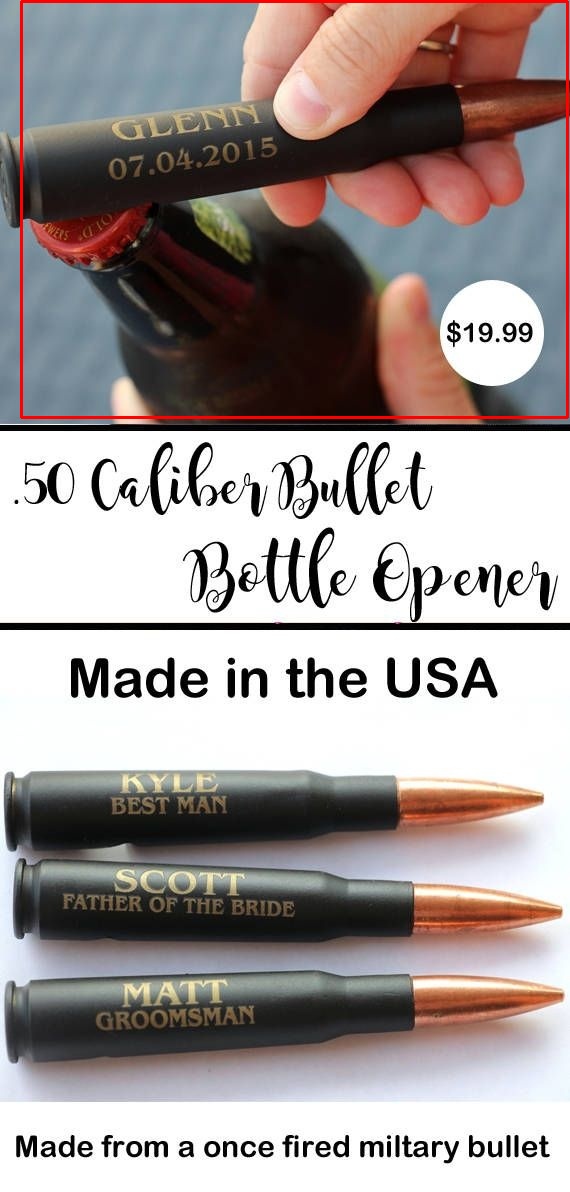 GLENN
07.04.2015
OLD
$19.99
.50 Caliber Bullet
Bottle Opener
Made in the USA
KYLE
BEST MAN
SCOTT
FATHER OF THE BRIDE
MATT
GROOMSMAN
Made from a once fired miltary bullet